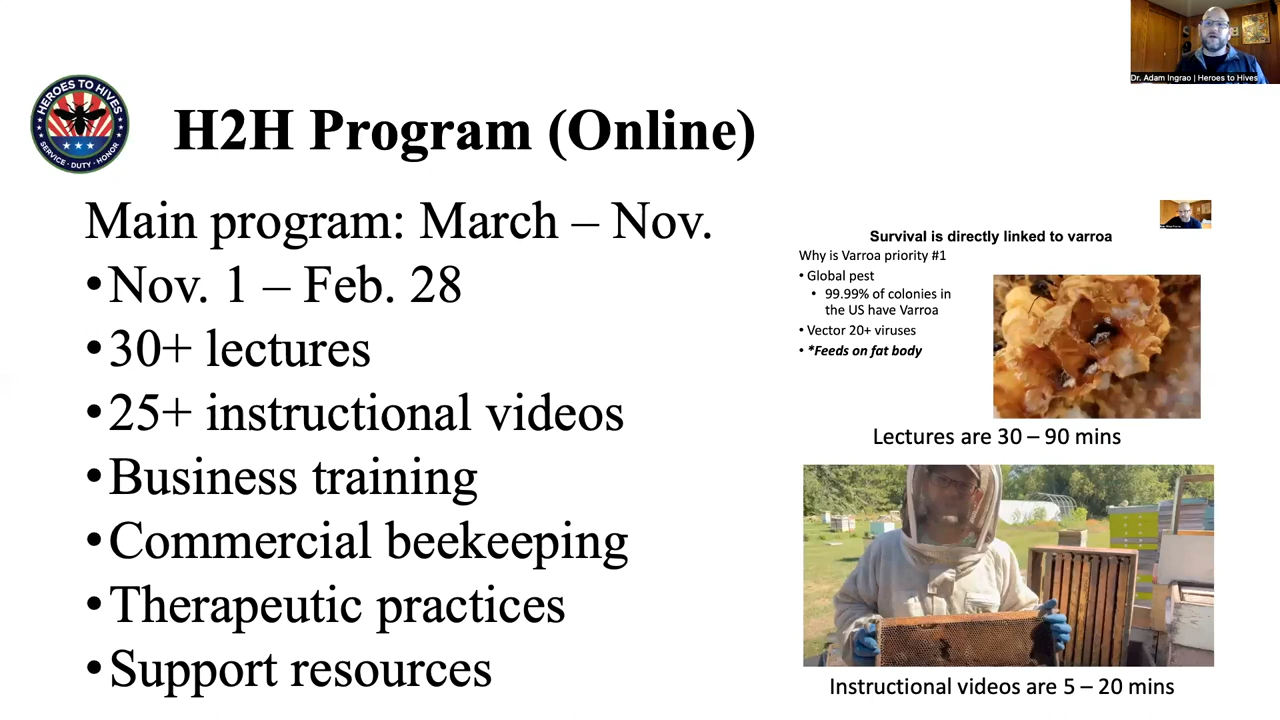 Dr. Adam Ingrao | Heroes to Hives
HEROES TO HIVES
SERVICE · DUTY · HONOR
H2H Program (Online)
Main program: March – Nov.
•Nov. 1 – Feb. 28
•30+ lectures
•25+ instructional videos
•Business training
•Commercial beekeeping
•Therapeutic practices
•Support resources
Survival is directly linked to varroa
Why is Varroa priority #1
• Global pest
• 99.99% of colonies in
the US have Varroa
• Vector 20+ viruses
• *Feeds on fat body
Lectures are 30 – 90 mins
Instructional videos are 5 – 20 mins